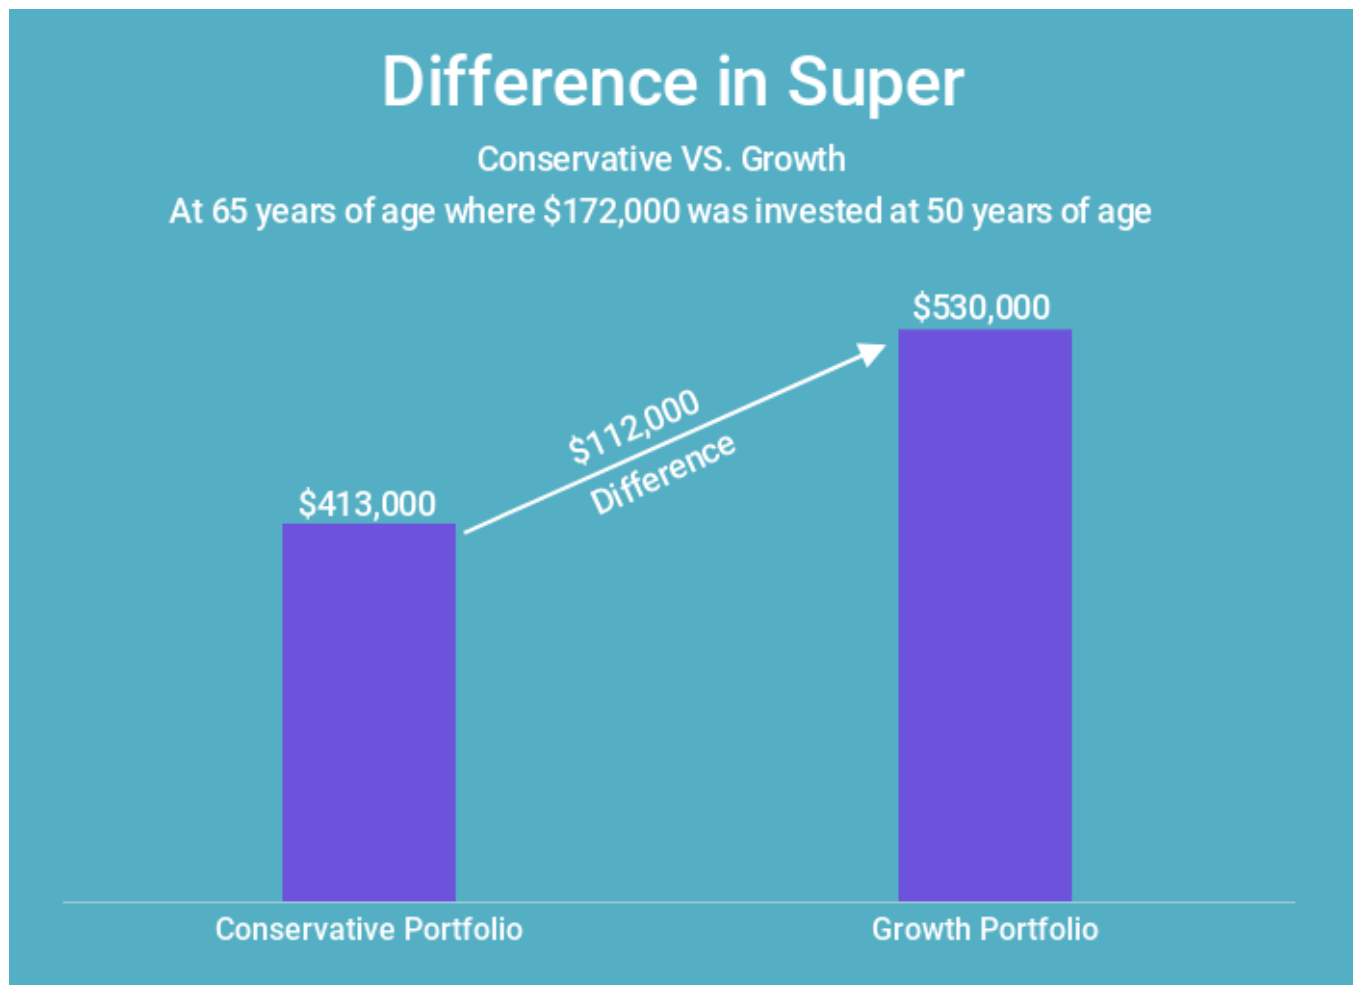 Difference in Super
Conservative VS. Growth
At 65 years of age where $172,000 was invested at 50 years of age
$530,000
$112,000
Difference
$413,000
Conservative Portfolio
Growth Portfolio